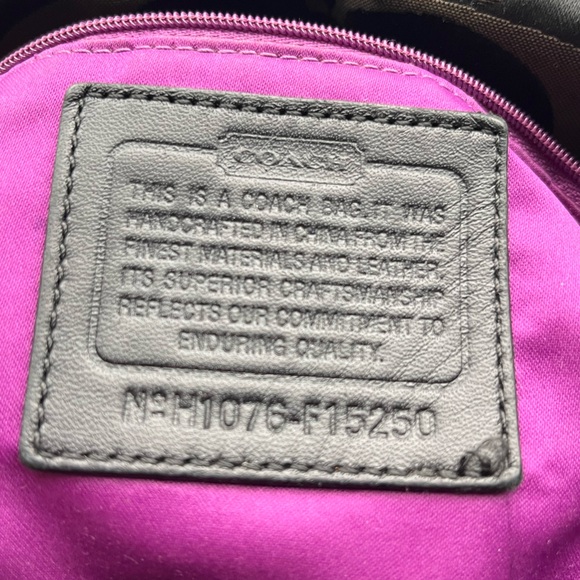 COACH
THIS IS A COACH BAG. IT WAS
HANDCRAFTED IN CHINA FROM THE
FINEST MATERIALS AND LEATHER.
ITS SUPERIOR CRAFTSMANSHIP
REFLECTS OUR COMMITMENT TO
ENDURING QUALITY.
Nº H1076-F15250